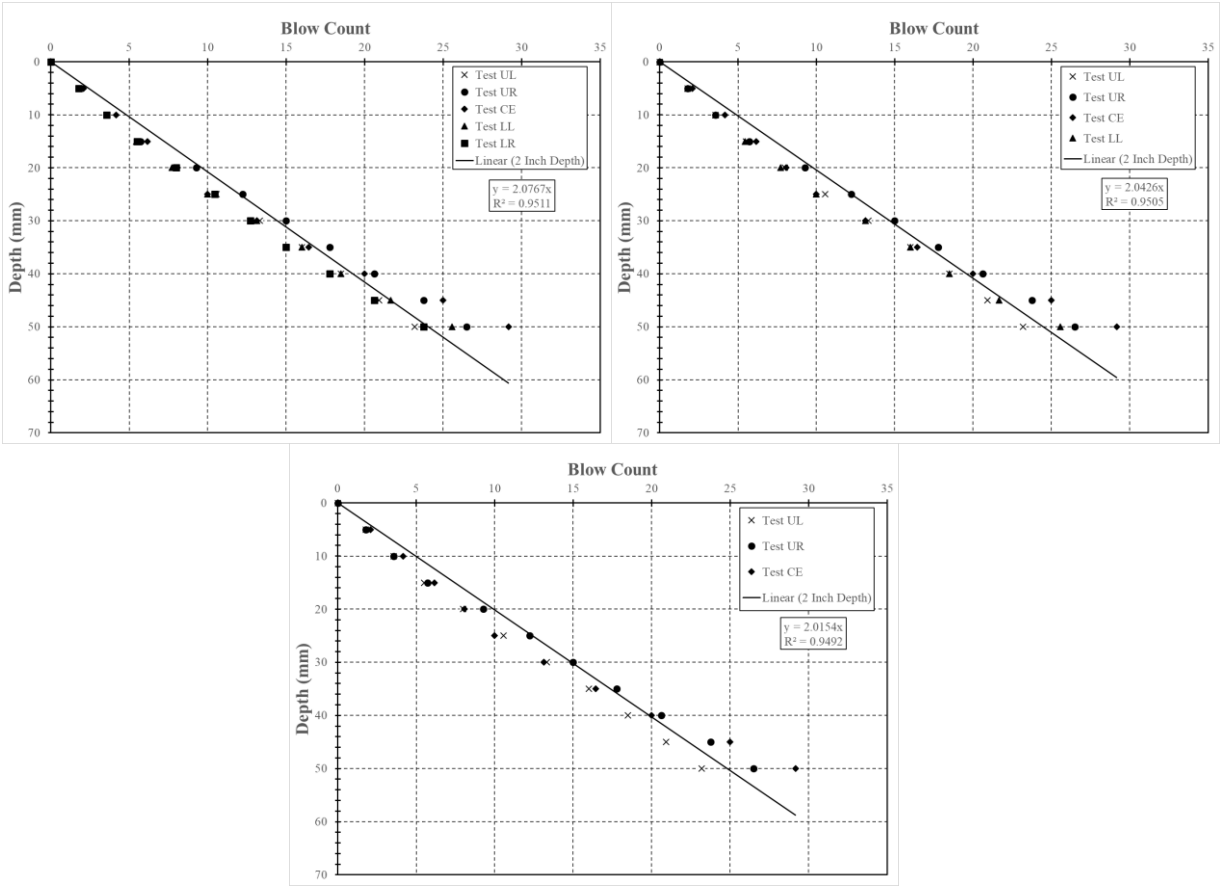 Blow Count
0 5 10 15 20 25 30 35
0
10
20
30
40
50
60
70
Depth (mm)
Test UL
Test UR
Test CE
Test LL
Test LR
Linear (2 Inch Depth)
y = 2.0767x
R² = 0.9511
Blow Count
0 5 10 15 20 25 30 35
0
10
20
30
40
50
60
70
Depth (mm)
Test UL
Test UR
Test CE
Test LL
Linear (2 Inch Depth)
y = 2.0426x
R² = 0.9505
Blow Count
0 5 10 15 20 25 30 35
0
10
20
30
40
50
60
70
Depth (mm)
Test UL
Test UR
Test CE
Linear (2 Inch Depth)
y = 2.0154x
R² = 0.9492